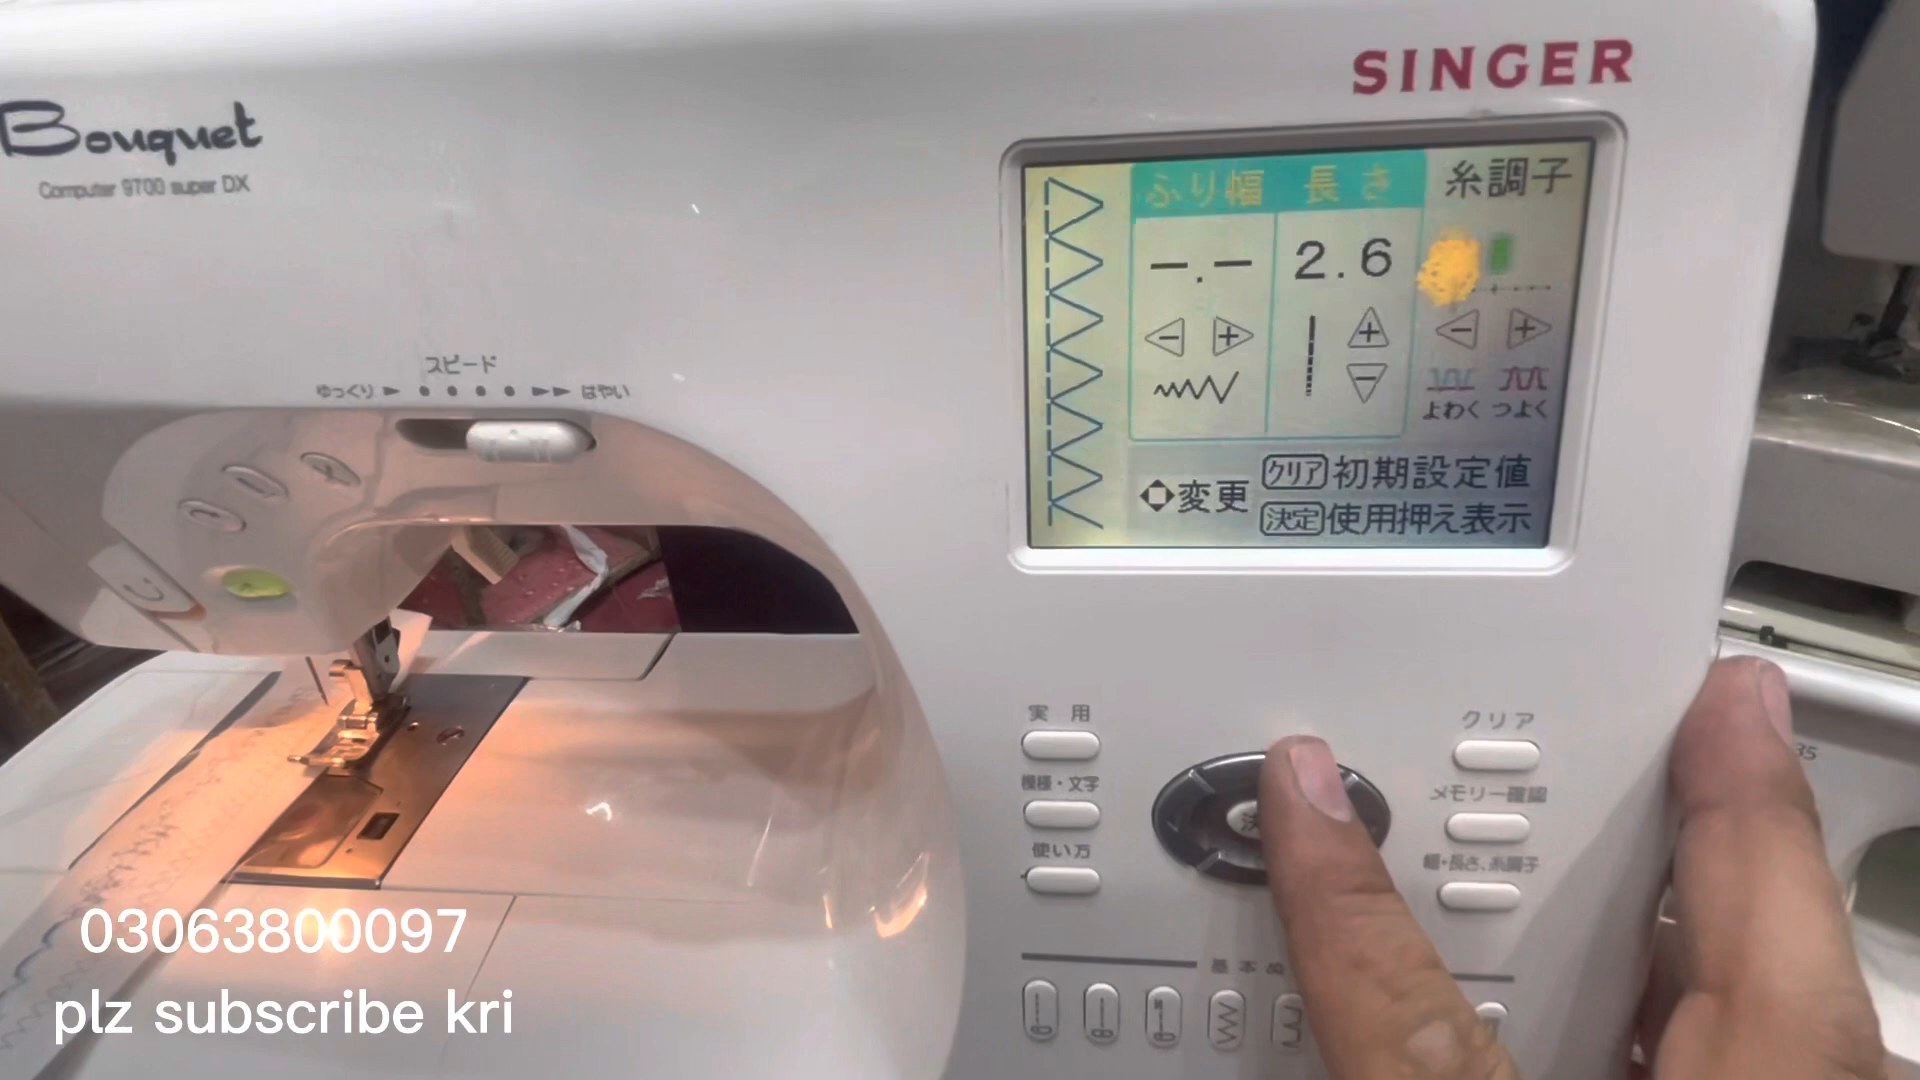 SINGER
Bouquet
Computer 9700 super DX
ふり幅 長さ 糸調子
-.- 2.6
- + + - +
-
よわく つよく
変更 クリア 初期設定値
決定 使用押え表示
スピード
ゆっくり はやい
実用
クリア
模様・文字
メモリー確認
使い方
幅・長さ、糸調子
基本
03063800097
plz subscribe kri